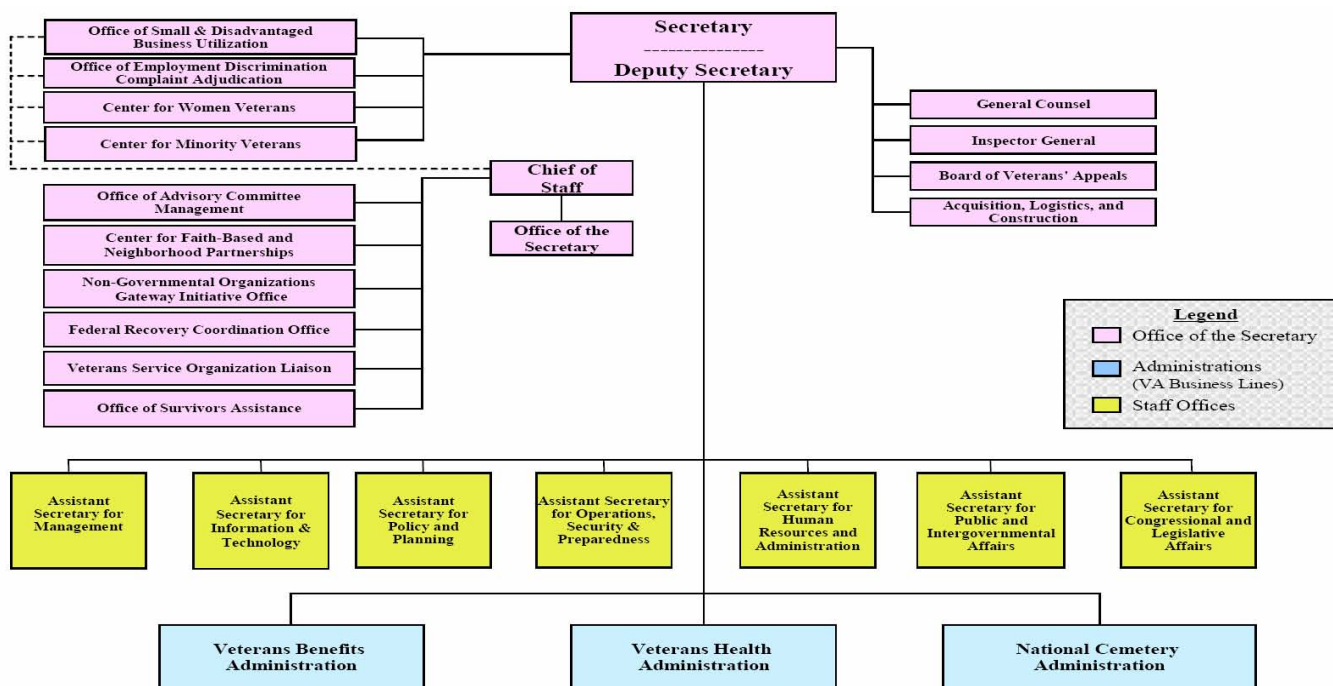 Secretary
---------------
Deputy Secretary
Office of Small & Disadvantaged
Business Utilization
Office of Employment Discrimination
Complaint Adjudication
Center for Women Veterans
Center for Minority Veterans
General Counsel
Inspector General
Board of Veterans' Appeals
Acquisition, Logistics, and
Construction
Chief of
Staff
Office of the
Secretary
Office of Advisory Committee
Management
Center for Faith-Based and
Neighborhood Partnerships
Non-Governmental Organizations
Gateway Initiative Office
Federal Recovery Coordination Office
Veterans Service Organization Liaison
Office of Survivors Assistance
Legend
Office of the Secretary
Administrations
(VA Business Lines)
Staff Offices
Assistant
Secretary for
Management
Assistant
Secretary for
Information &
Technology
Assistant
Secretary for
Policy and
Planning
Assistant Secretary
for Operations,
Security &
Preparedness
Assistant
Secretary for
Human
Resources and
Administration
Assistant
Secretary for
Public and
Intergovernmental
Affairs
Assistant
Secretary for
Congressional and
Legislative
Affairs
Veterans Benefits
Administration
Veterans Health
Administration
National Cemetery
Administration